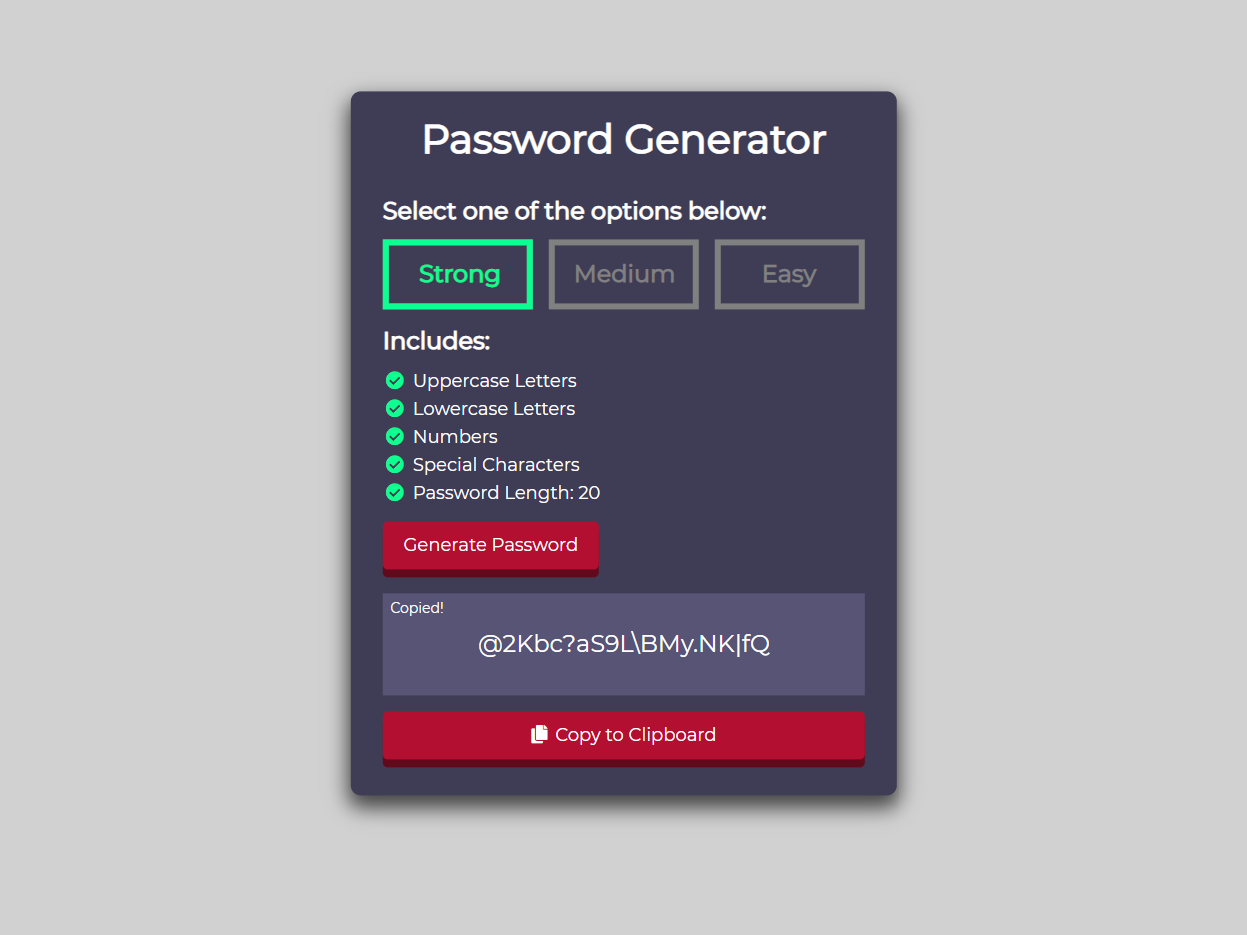 Password Generator
Select one of the options below:
Strong Medium Easy
Includes:
Uppercase Letters
Lowercase Letters
Numbers
Special Characters
Password Length: 20
Generate Password
Copied!
@2Kbc?aS9L\BMy.NK|fQ
Copy to Clipboard